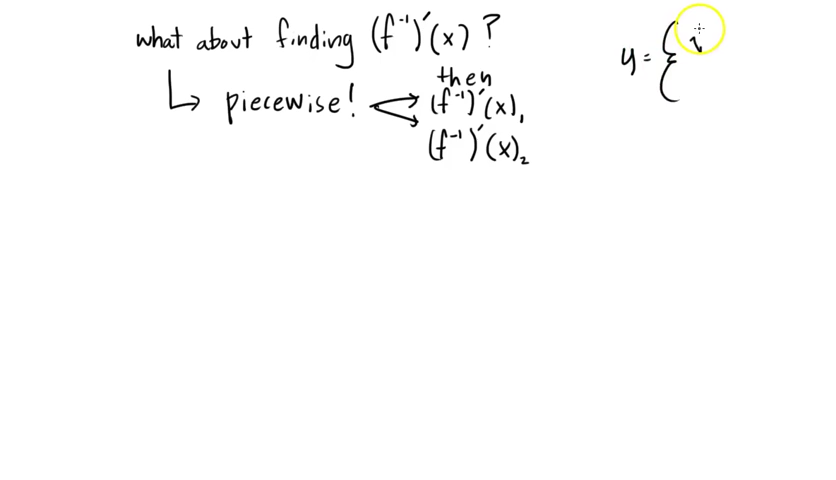 what about finding (f⁻¹)′(x) ?
then
↳ piecewise! (f⁻¹)′(x)₁
(f⁻¹)′(x)₂
y = {